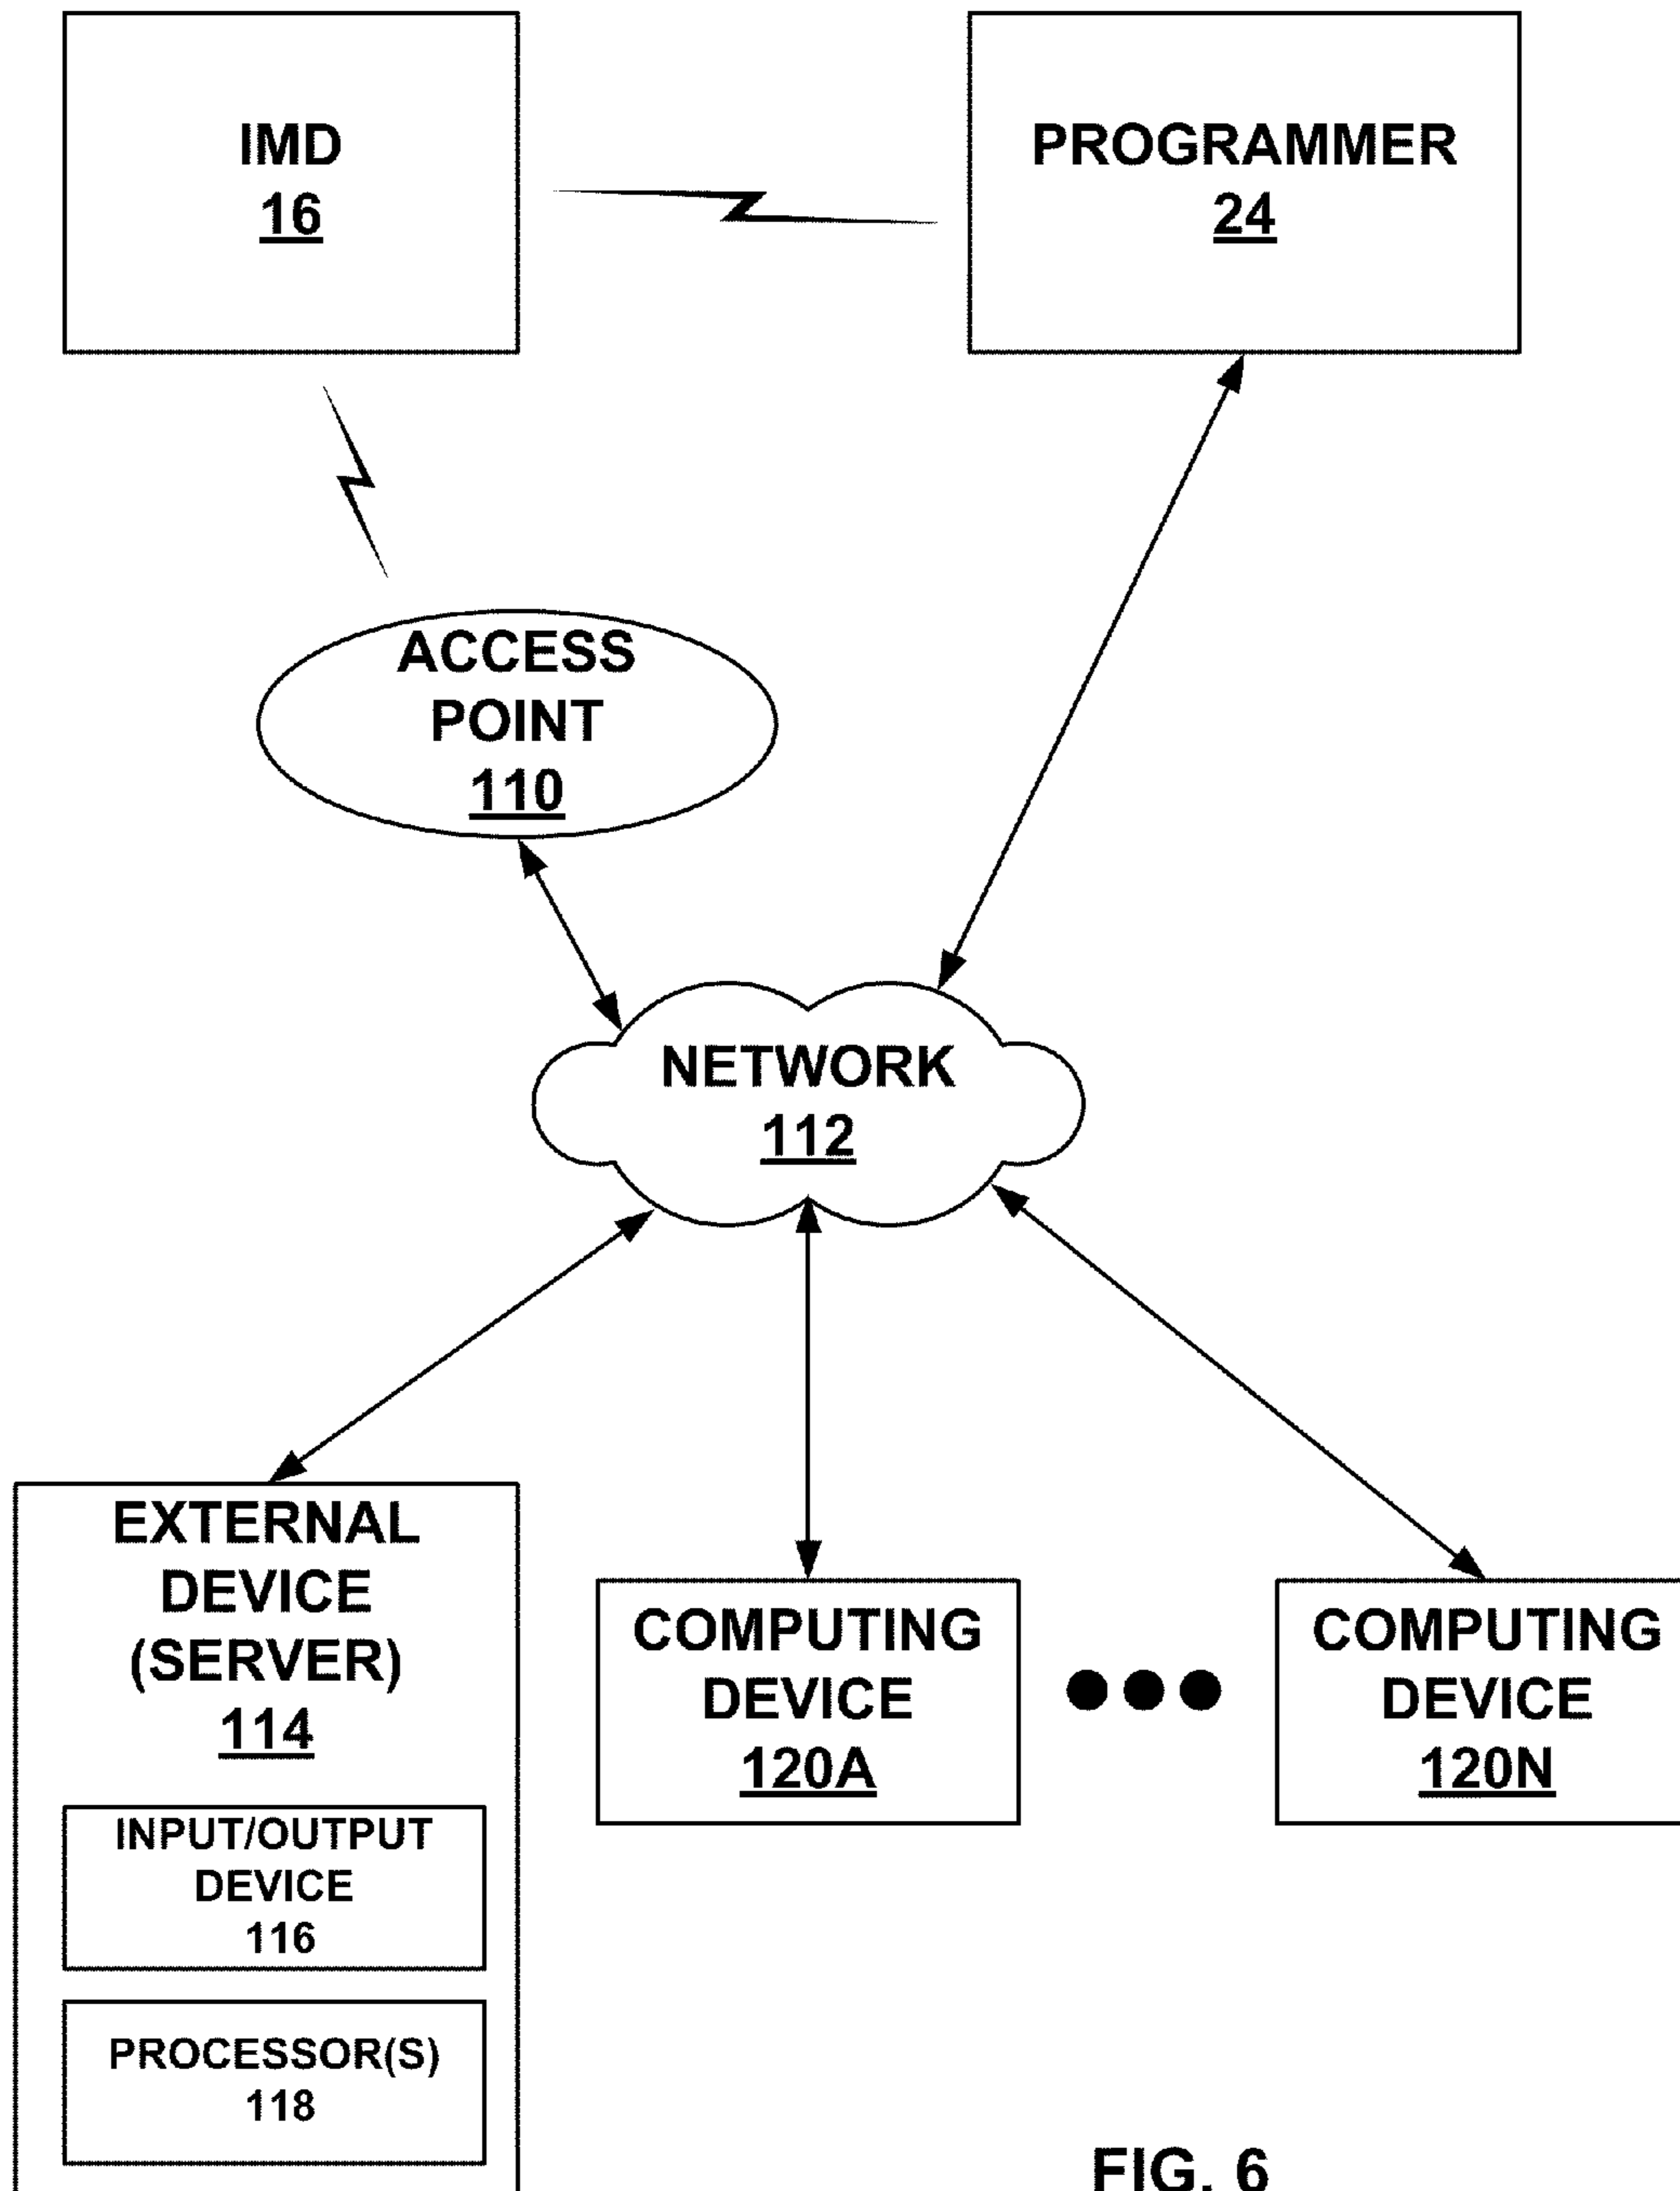 IMD
16
PROGRAMMER
24
ACCESS
POINT
110
NETWORK
112
EXTERNAL
DEVICE
(SERVER)
114
INPUT/OUTPUT
DEVICE
116
PROCESSOR(S)
118
COMPUTING
DEVICE
120A
COMPUTING
DEVICE
120N
FIG. 6